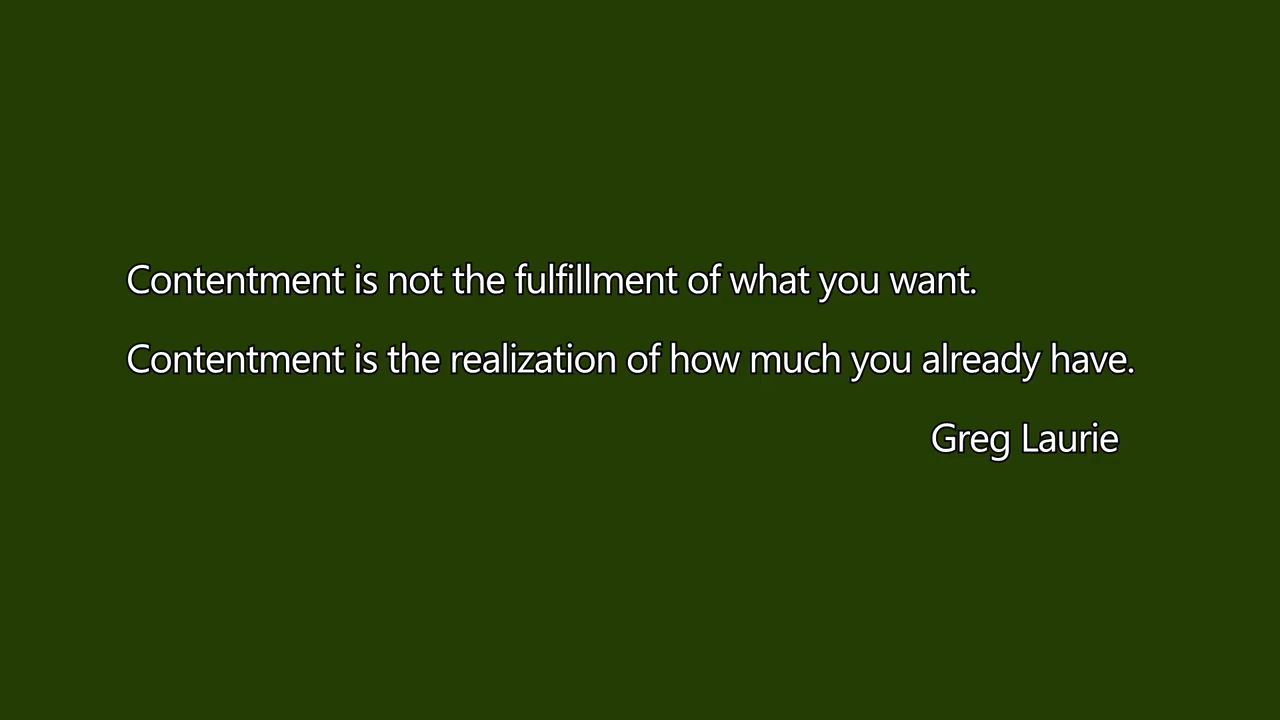 Contentment is not the fulfillment of what you want.
Contentment is the realization of how much you already have.
Greg Laurie